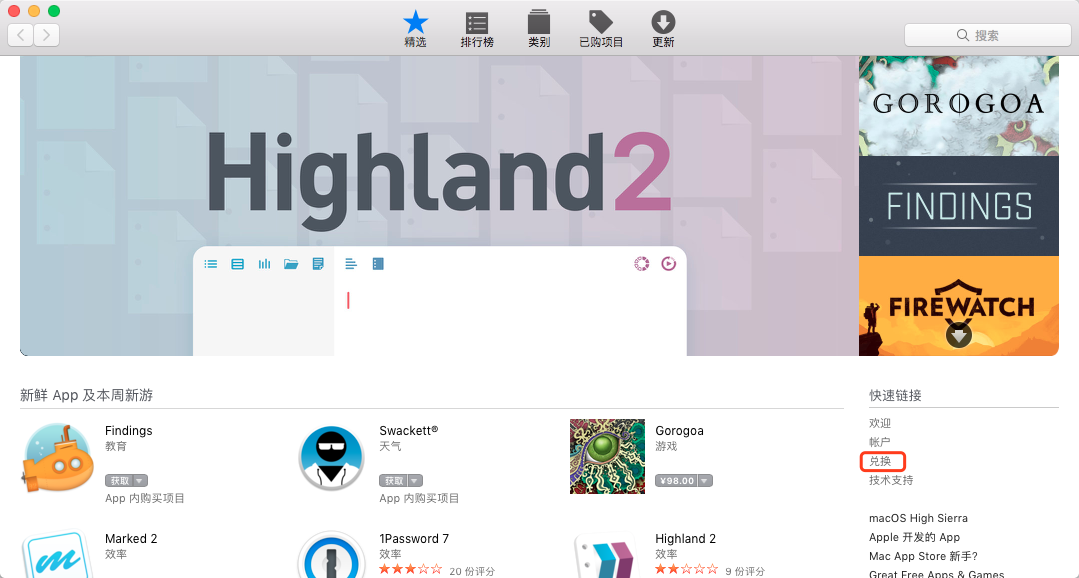 精选
排行榜
类别
已购项目
更新
搜索
Highland 2
GOROGOA
FINDINGS
FIREWATCH
新鲜 App 及本周新游
Findings
教育
获取
App 内购买项目
Swackett®
天气
获取
App 内购买项目
Gorogoa
游戏
¥98.00
Marked 2
效率
1Password 7
效率
20 份评分
Highland 2
效率
9 份评分
快速链接
欢迎
帐户
兑换
技术支持
macOS High Sierra
Apple 开发的 App
Mac App Store 新手?
Great Free Apps & Games